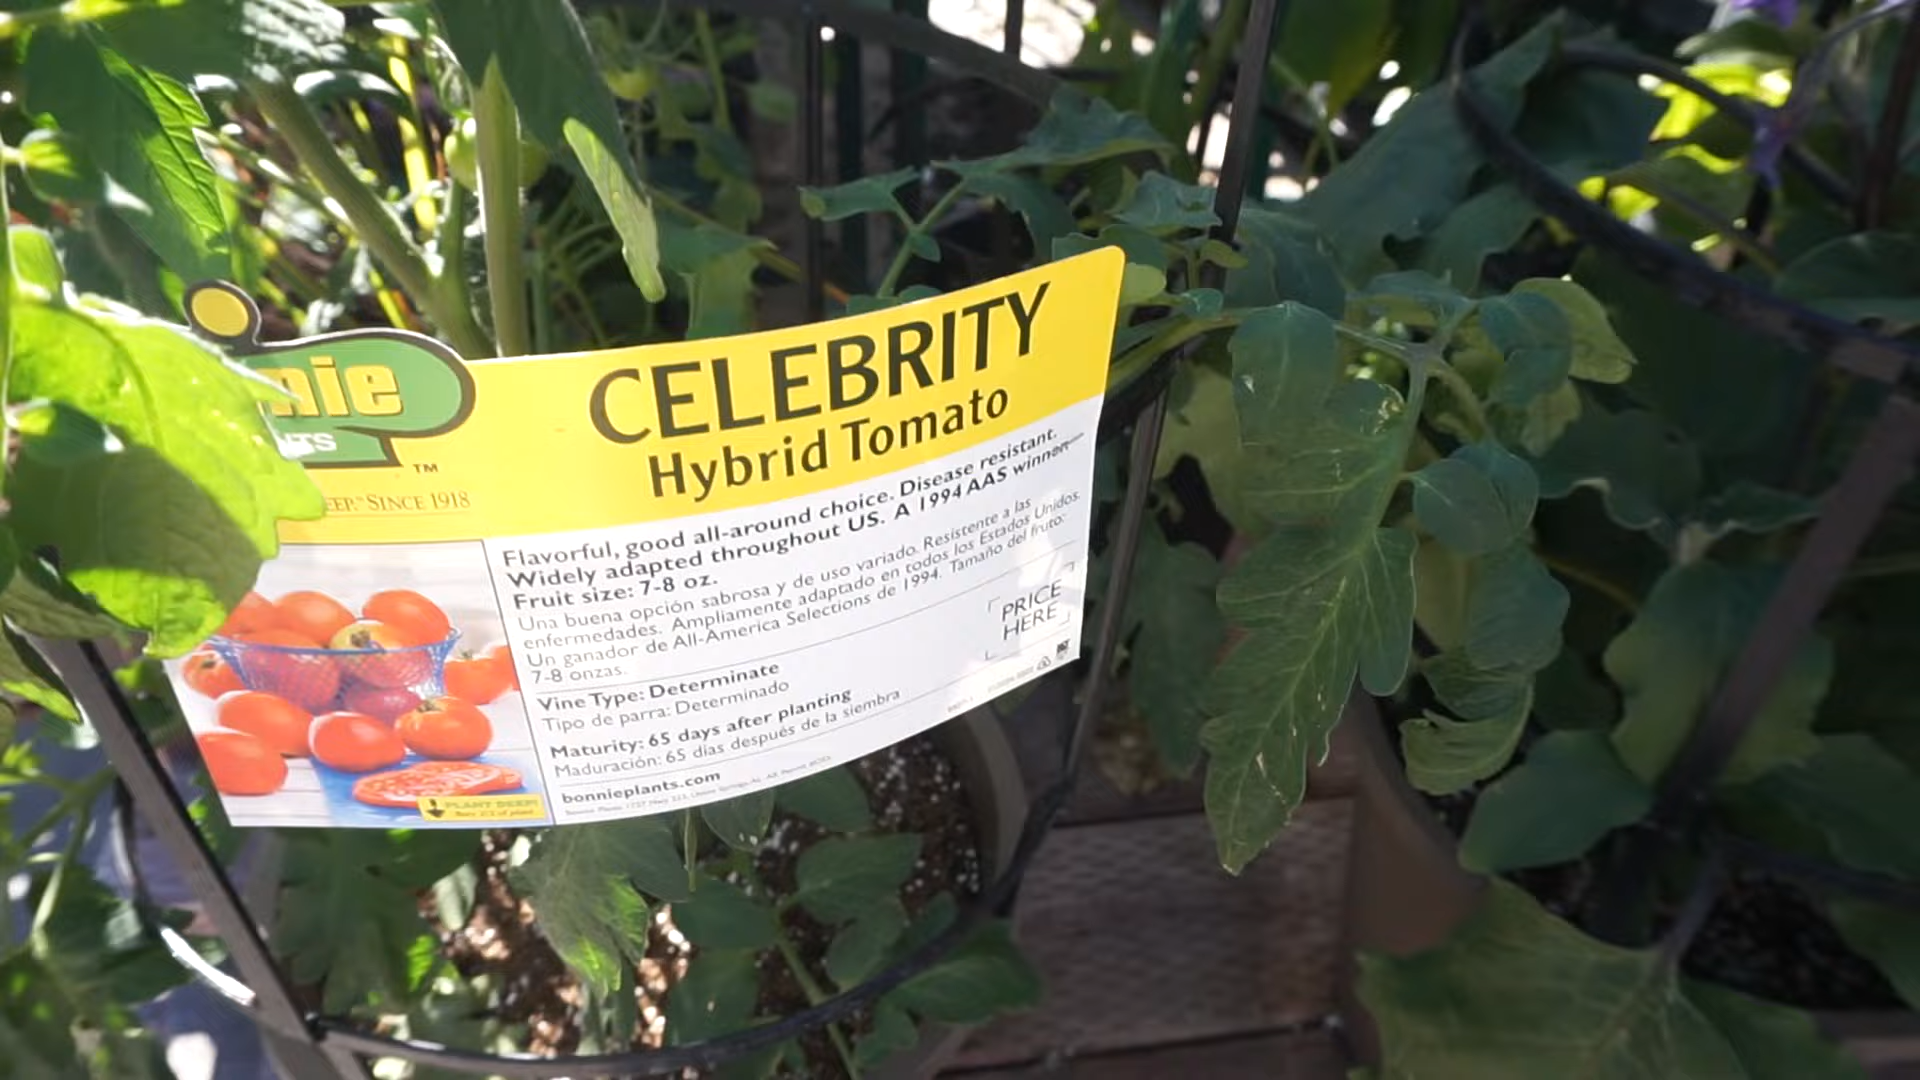 nie
NTS
TM
EEP." SINCE 1918
CELEBRITY
Hybrid Tomato
Flavorful, good all-around choice. Disease resistant.
Widely adapted throughout US. A 1994 AAS winner.
Fruit size: 7-8 oz.
Una buena opción sabrosa y de uso variado. Resistente a las
enfermedades. Ampliamente adaptado en todos los Estados Unidos.
Un ganador de All-America Selections de 1994. Tamaño del fruto:
7-8 onzas.
PRICE
HERE
Vine Type: Determinate
Tipo de parra: Determinado
Maturity: 65 days after planting
Maduración: 65 días después de la siembra
bonnieplants.com
PLANT DEEP!